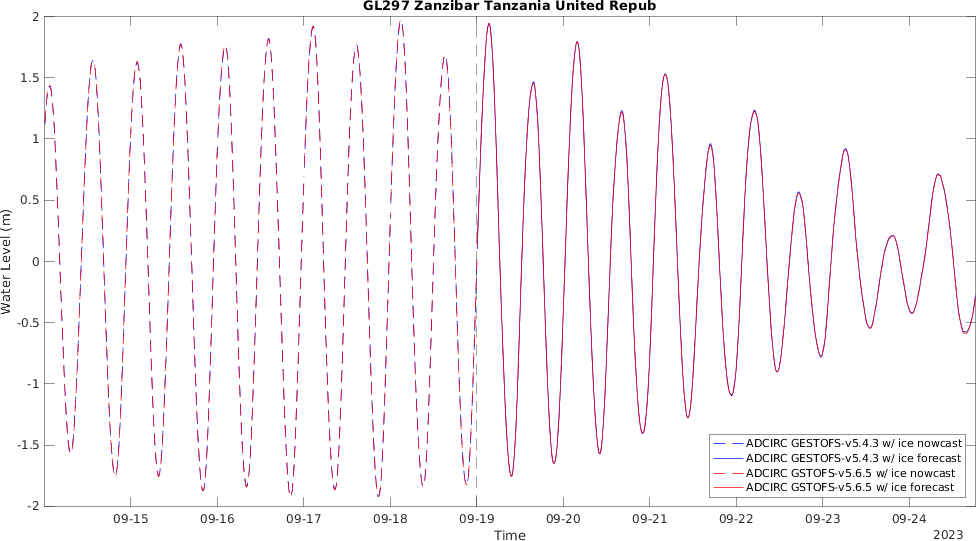 GL297 Zanzibar Tanzania United Repub
2
1.5
1
0.5
0
-0.5
-1
-1.5
-2
Water Level (m)
ADCIRC GESTOFS-v5.4.3 w/ ice nowcast
ADCIRC GESTOFS-v5.4.3 w/ ice forecast
ADCIRC GSTOFS-v5.6.5 w/ ice nowcast
ADCIRC GSTOFS-v5.6.5 w/ ice forecast
09-15 09-16 09-17 09-18 09-19 09-20 09-21 09-22 09-23 09-24
Time
2023